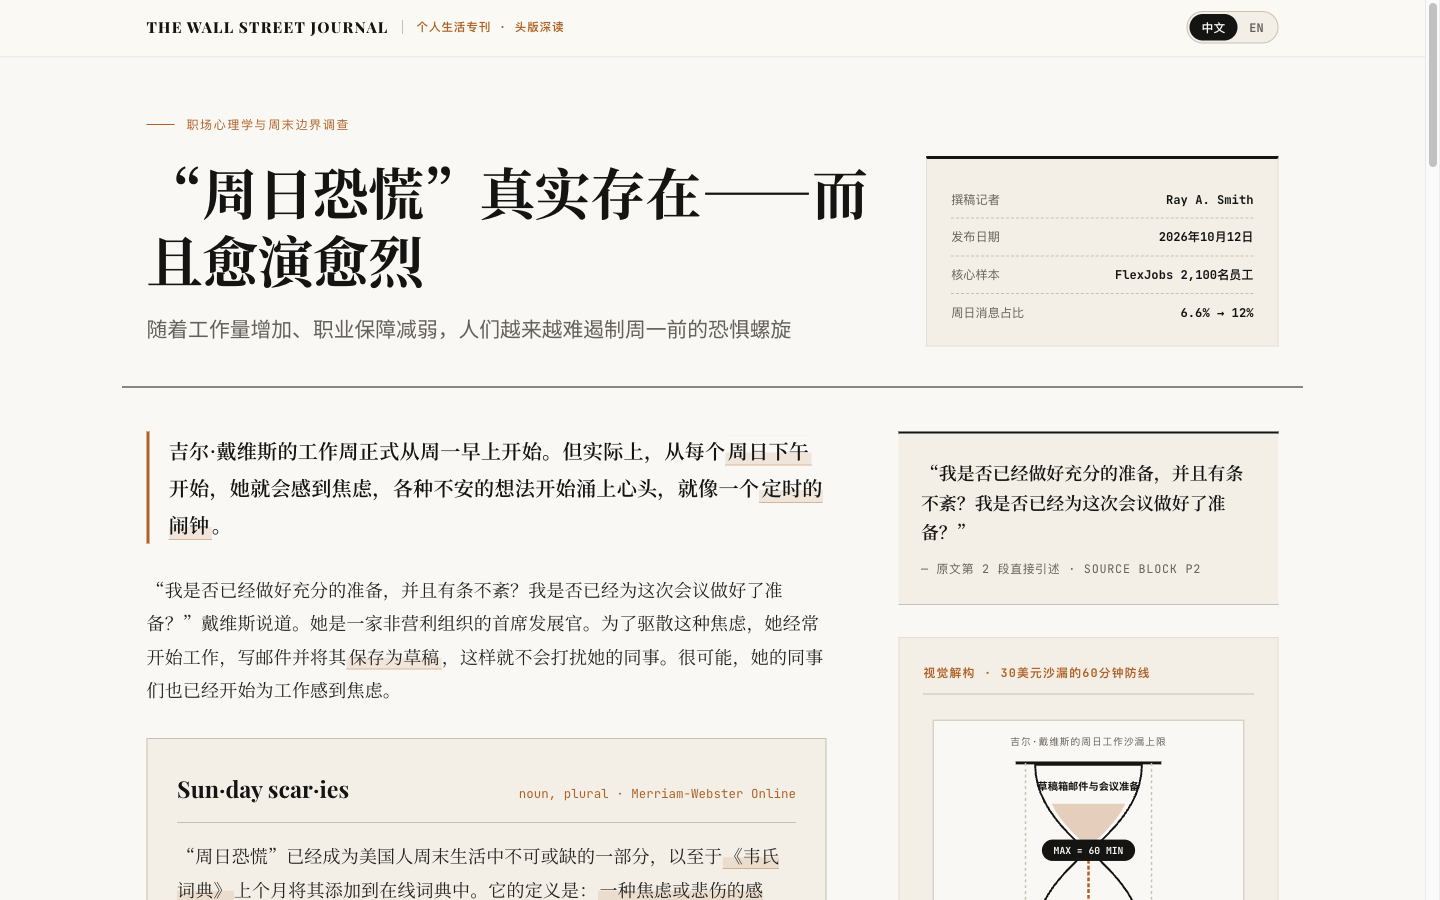 THE WALL STREET JOURNAL
个人生活专刊 · 头版深读
中文
EN
职场心理学与周末边界调查
“周日恐慌”真实存在——而
且愈演愈烈
随着工作量增加、职业保障减弱，人们越来越难遏制周一前的恐惧螺旋
撰稿记者
Ray A. Smith
发布日期
2026年10月12日
核心样本
FlexJobs 2,100名员工
周日消息占比
6.6% → 12%
吉尔·戴维斯的工作周正式从周一早上开始。但实际上，从每个周日下午
开始，她就会感到焦虑，各种不安的想法开始涌上心头，就像一个定时的
闹钟。
“我是否已经做好充分的准备，并且有条不紊？我是否已经为这次会议做好了准
备？”戴维斯说道。她是一家非营利组织的首席发展官。为了驱散这种焦虑，她经常
开始工作，写邮件并将其保存为草稿，这样就不会打扰她的同事。很可能，她的同事
们也已经开始为工作感到焦虑。
Sun·day scar·ies
noun, plural · Merriam-Webster Online
“周日恐慌”已经成为美国人周末生活中不可或缺的一部分，以至于《韦氏
词典》上个月将其添加到在线词典中。它的定义是：一种焦虑或悲伤的感
“我是否已经做好充分的准备，并且有条
不紊？我是否已经为这次会议做好了准
备？”
— 原文第 2 段直接引述 · SOURCE BLOCK P2
视觉解构 · 30美元沙漏的60分钟防线
吉尔·戴维斯的周日工作沙漏上限
草稿箱邮件与会议准备
MAX = 60 MIN